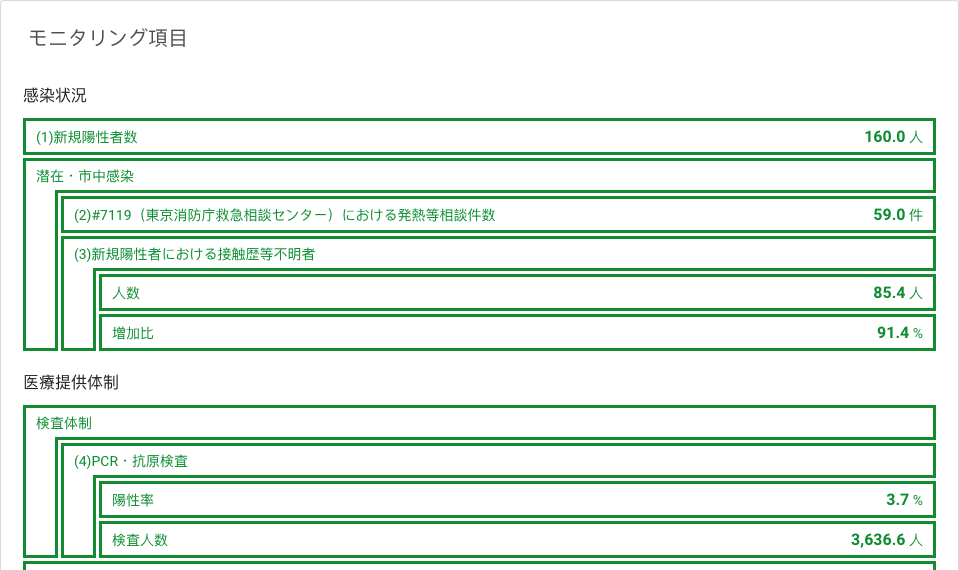 モニタリング項目
感染状況
(1)新規陽性者数 160.0 人
潜在・市中感染
(2)#7119（東京消防庁救急相談センター）における発熱等相談件数 59.0 件
(3)新規陽性者における接触歴等不明者
人数 85.4 人
増加比 91.4 %
医療提供体制
検査体制
(4)PCR・抗原検査
陽性率 3.7 %
検査人数 3,636.6 人